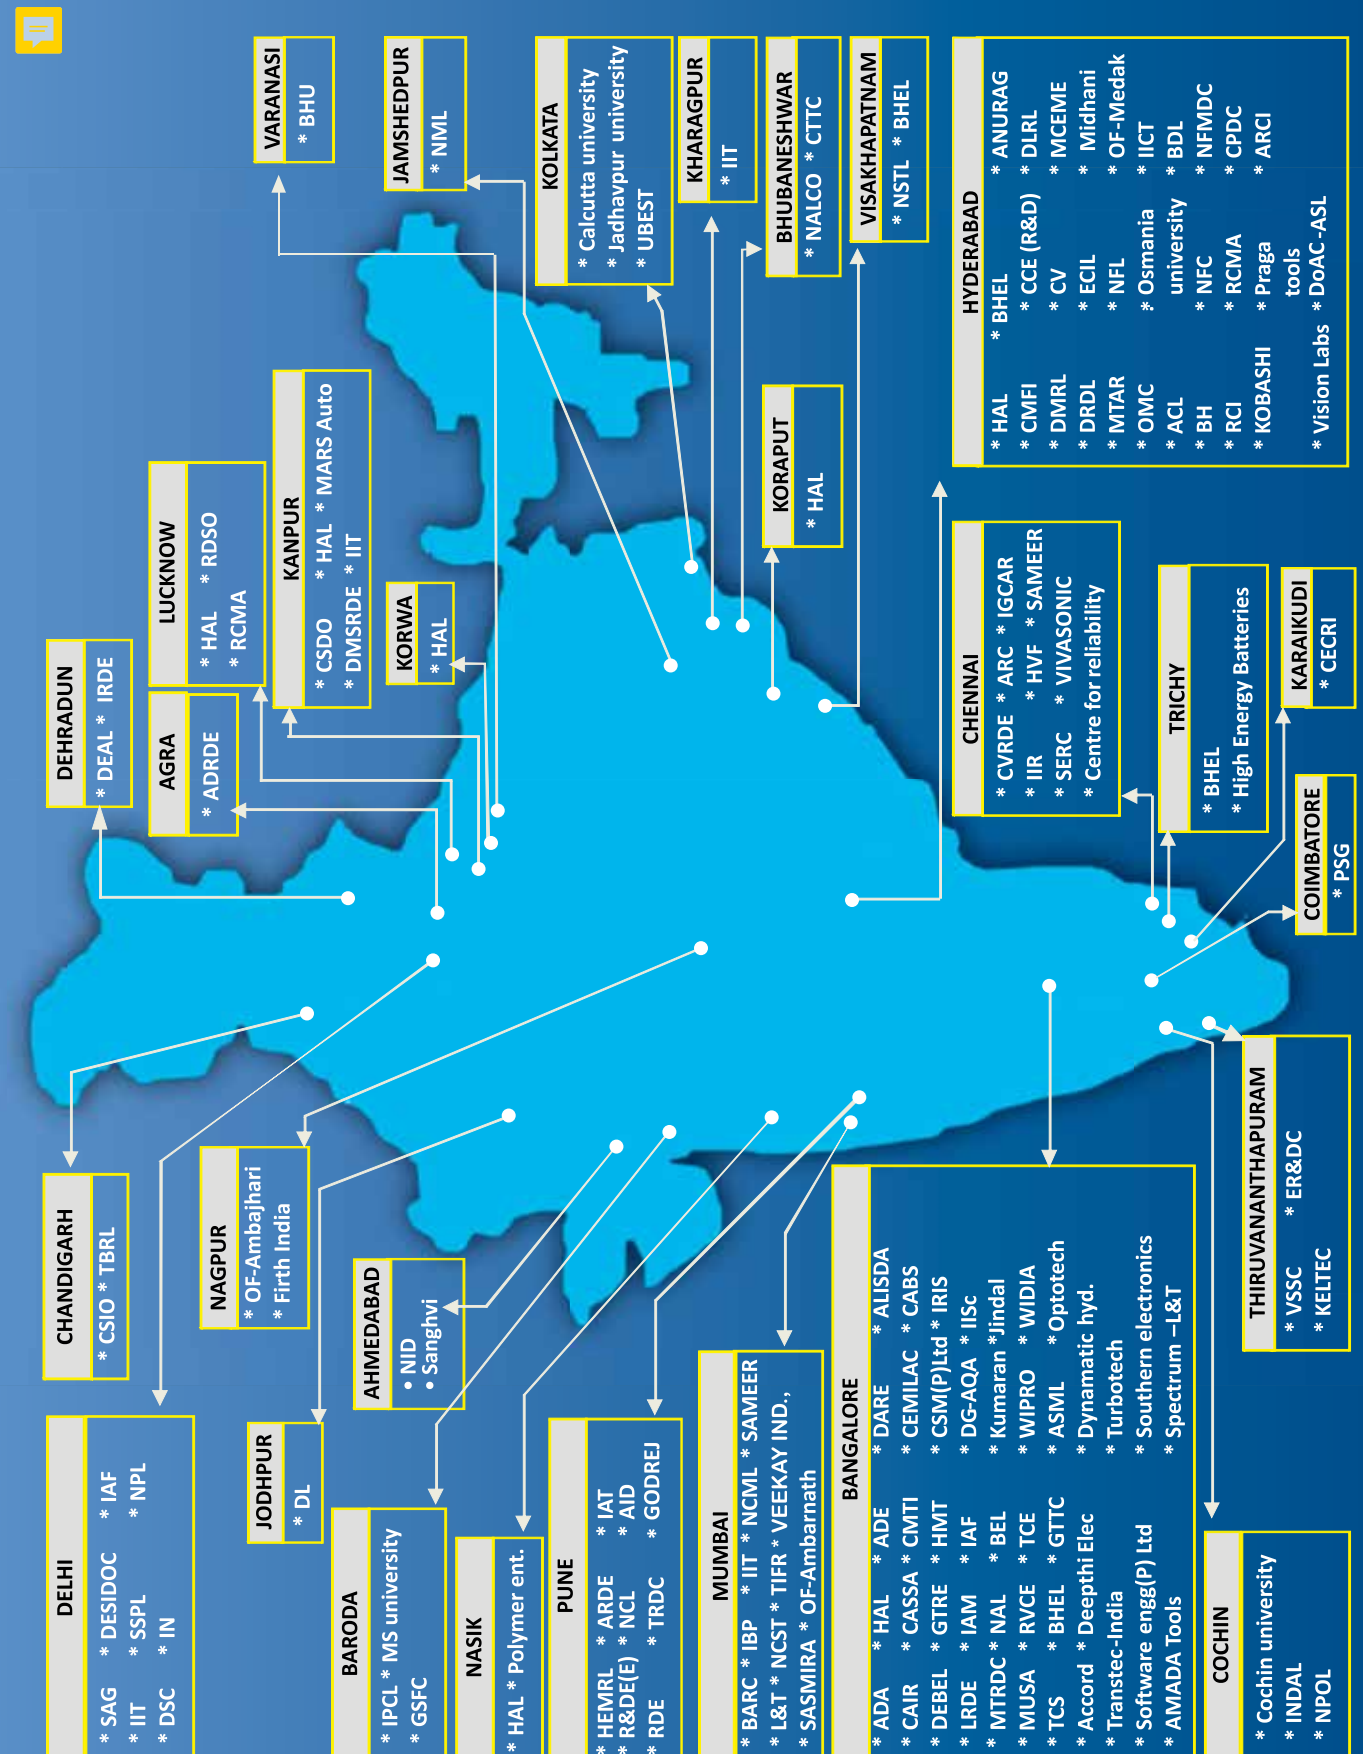 DELHI
* SAG * DESIDOC * IAF
* IIT * SSPL * NPL
* DSC * IN
CHANDIGARH
* CSIO * TBRL
DEHRADUN
* DEAL * IRDE
AGRA
* ADRDE
LUCKNOW
* HAL * RDSO
* RCMA
VARANASI
* BHU
NAGPUR
* OF-Ambajhari
* Firth India
JODHPUR
* DL
KANPUR
* CSDO * HAL * MARS Auto
* DMSRDE * IIT
JAMSHEDPUR
* NML
BARODA
* IPCL * MS university
* GSFC
AHMEDABAD
• NID
• Sanghvi
KORWA
* HAL
NASIK
* HAL * Polymer ent.
KOLKATA
* Calcutta university
* Jadhavpur university
* UBEST
PUNE
* HEMRL * ARDE * IAT
* R&DE(E) * NCL * AID
* RDE * TRDC * GODREJ
KHARAGPUR
* IIT
MUMBAI
* BARC * IBP * IIT * NCML * SAMEER
* L&T * NCST * TIFR * VEEKAY IND.,
* SASMIRA * OF-Ambarnath
KORAPUT
* HAL
BHUBANESHWAR
* NALCO * CTTC
VISAKHAPATNAM
* NSTL * BHEL
BANGALORE
* ADA * HAL * ADE * DARE * ALISDA
* CAIR * CASSA * CMTI * CEMILAC * CABS
* DEBEL * GTRE * HMT * CSM(P)Ltd * IRIS
* LRDE * IAM * IAF * DG-AQA * IISc
* MTRDC * NAL * BEL * Kumaran *Jindal
* MUSA * RVCE * TCE * WIPRO * WIDIA
* TCS * BHEL * GTTC * ASML *Optotech
* Accord * Deepthi Elec * Dynamatic hyd.
* Transtec-India * Turbotech
* Software engg(P) Ltd * Southern electronics
* AMADA Tools * Spectrum –L&T
CHENNAI
* CVRDE * ARC * IGCAR
* IIR * HVF * SAMEER
* SERC * VIVASONIC
* Centre for reliability
HYDERABAD
* HAL * BHEL * ANURAG
* CMFI * CCE (R&D) * DLRL
* DMRL * CV * MCEME
* DRDL * ECIL * Midhani
* MTAR * NFL * OF-Medak
* OMC * Osmania * IICT
* ACL university * BDL
* BH * NFC * NFMDC
* RCI * RCMA * CPDC
* KOBASHI * Praga * ARCI
tools
* Vision Labs * DoAC -ASL
TRICHY
* BHEL
* High Energy Batteries
COCHIN
* Cochin university
* INDAL
* NPOL
THIRUVANANTHAPURAM
* VSSC * ER&DC
* KELTEC
COIMBATORE
* PSG
KARAIKUDI
* CECRI